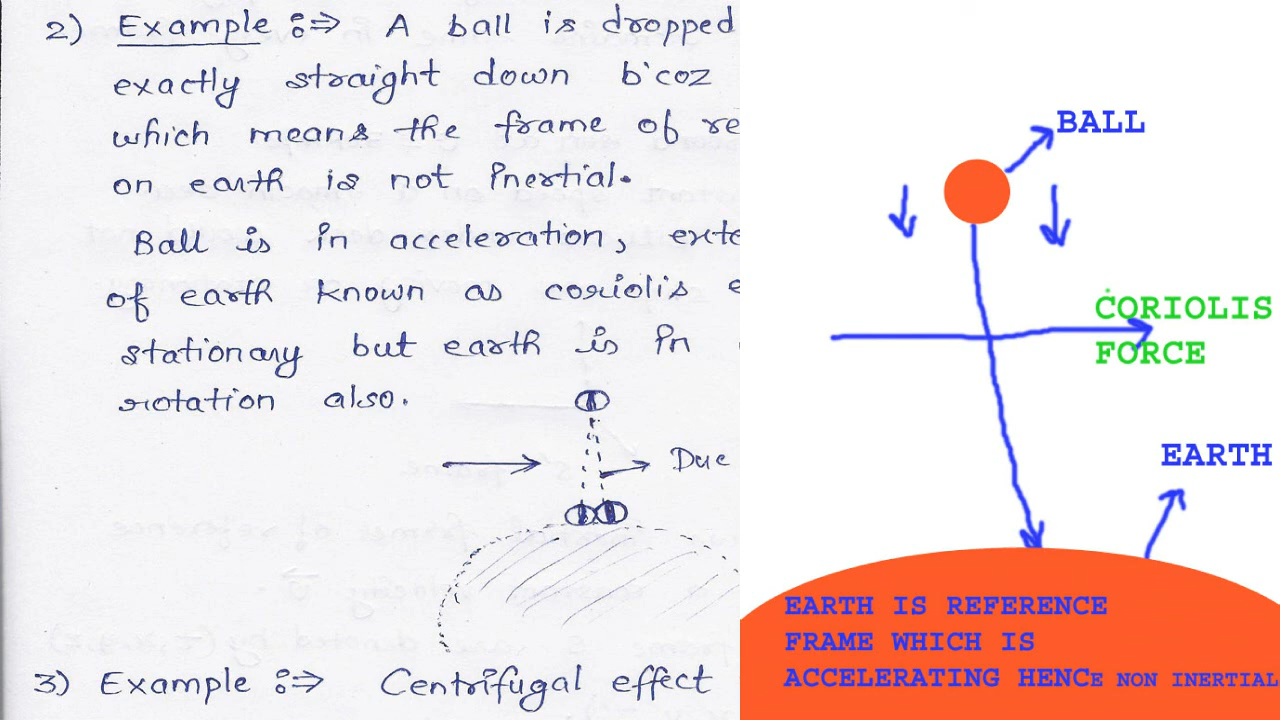 2) Example :⇒ A ball is dropped
exactly straight down b'coz
which means the frame of re
on earth is not inertial.
Ball is in acceleration, exte
of earth known as coriolis e
stationary but earth is in
rotation also.
Due
3) Example :⇒ Centrifugal effect
BALL
CORIOLIS
FORCE
EARTH
EARTH IS REFERENCE
FRAME WHICH IS
ACCELERATING HENCE NON INERTIAL